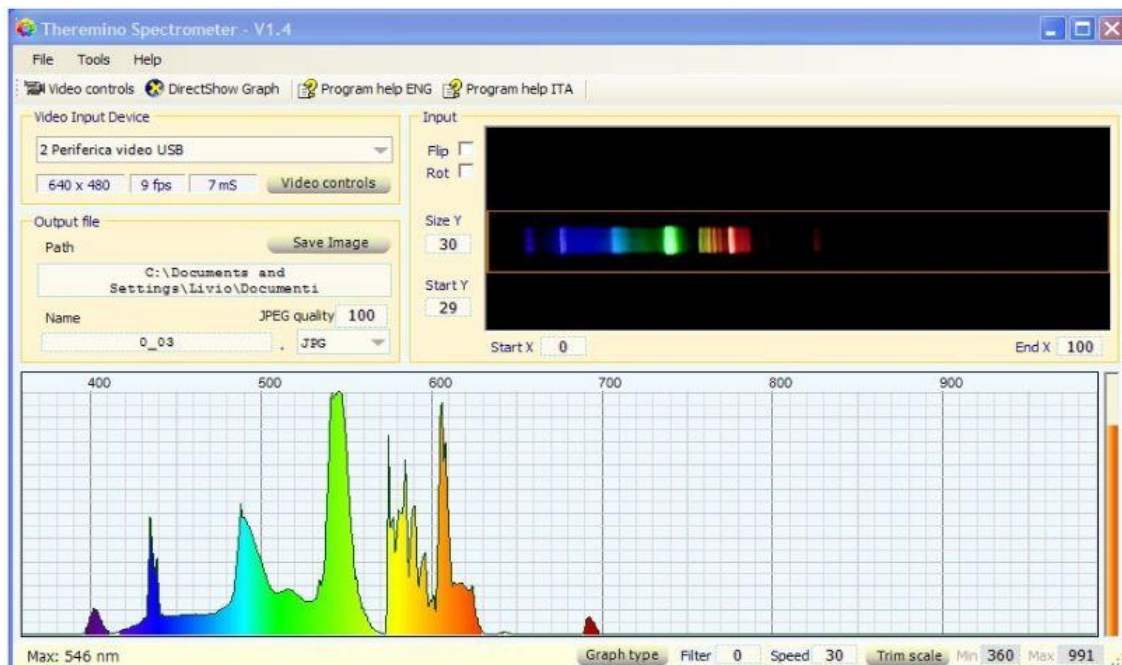 Theremino Spectrometer - V1.4
File Tools Help
Video controls DirectShow Graph Program help ENG Program help ITA
Video Input Device
2 Periferica video USB
640 x 480 9 fps 7 mS Video controls
Output file
Path Save Image
C:\Documents and
Settings\Livio\Documenti
Name JPEG quality 100
0_03 . JPG
Input
Flip
Rot
Size Y
30
Start Y
29
Start X 0 End X 100
400 500 600 700 800 900
Max: 546 nm Graph type Filter 0 Speed 30 Trim scale Min 360 Max 991